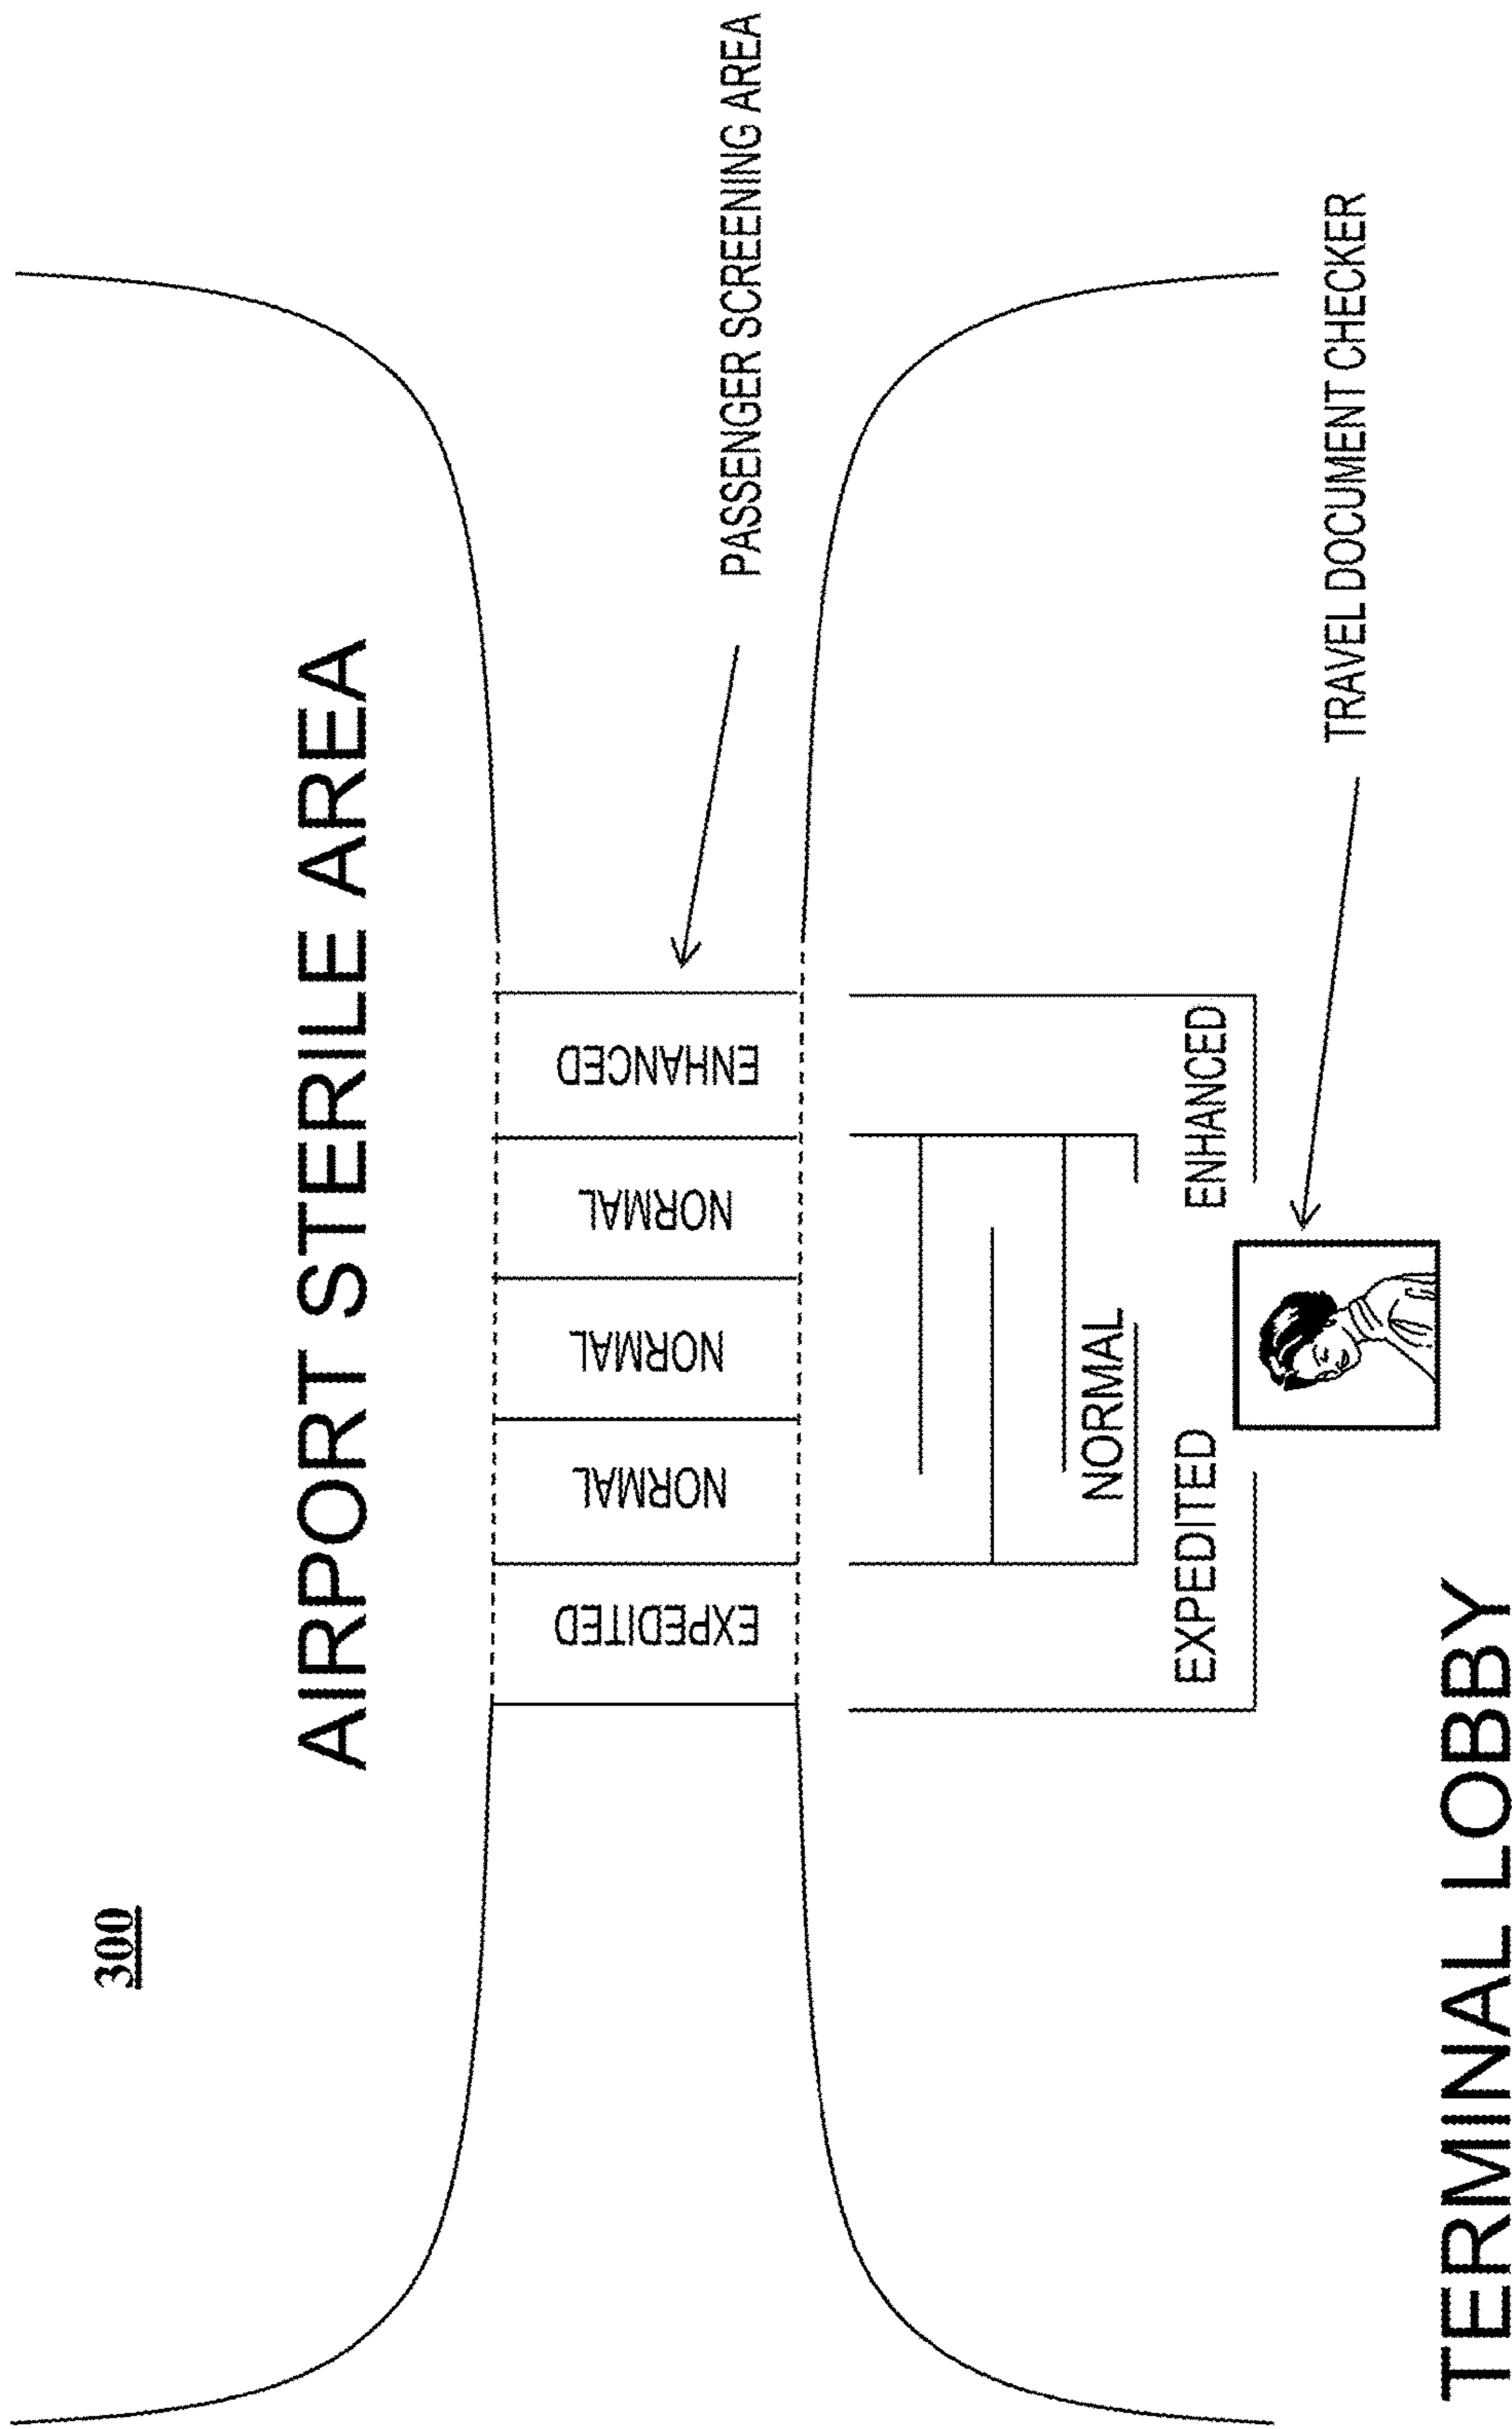 300
AIRPORT STERILE AREA
EXPEDITED
NORMAL
NORMAL
NORMAL
ENHANCED
PASSENGER SCREENING AREA
NORMAL
EXPEDITED
ENHANCED
TRAVEL DOCUMENT CHECKER
TERMINAL LOBBY